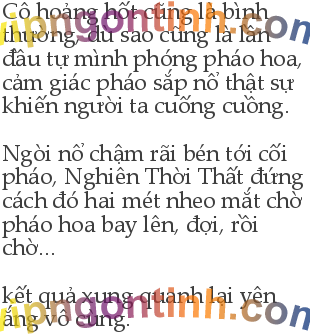 Cô hoảng hốt cũng là bình
thường, dù sao cũng là lần
đầu tự mình phóng pháo hoa,
cảm giác pháo sắp nổ thật sự
khiến người ta cuống cuồng.
Ngòi nổ chậm rãi bén tới cối
pháo, Nghiên Thời Thất đứng
cách đó hai mét nheo mắt chờ
pháo hoa bay lên, đợi, rồi
chờ...
kết quả xung quanh lại yên
ắng vô cùng.
vipngontinh.com
vipngontinh.com